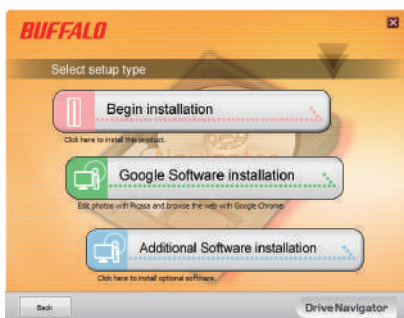 BUFFALO
Select setup type
Begin installation
Click here to install this product.
Google Software installation
Edit photos with Picasa and browse the web with Google Chrome.
Additional Software installation
Click here to install optional software.
Back
DriveNavigator